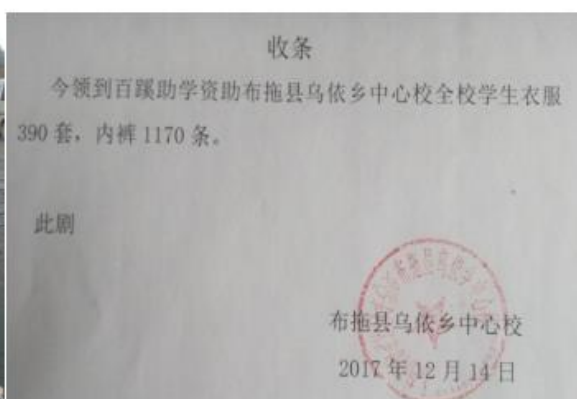 收条
今领到百蹊助学资助布拖县乌依乡中心校全校学生衣服
390 套，内裤 1170 条。
此剧
布拖县乌依乡中心校
2017 年 12 月 14 日